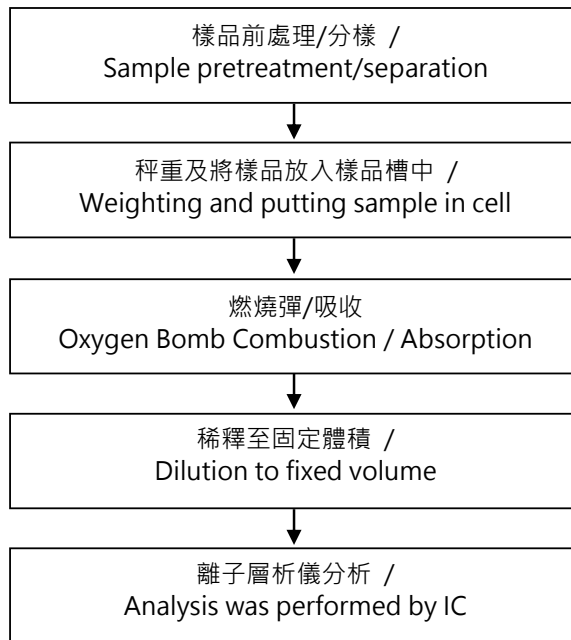 樣品前處理/分樣 /
Sample pretreatment/separation
秤重及將樣品放入樣品槽中 /
Weighting and putting sample in cell
燃燒彈/吸收
Oxygen Bomb Combustion / Absorption
稀釋至固定體積 /
Dilution to fixed volume
離子層析儀分析 /
Analysis was performed by IC